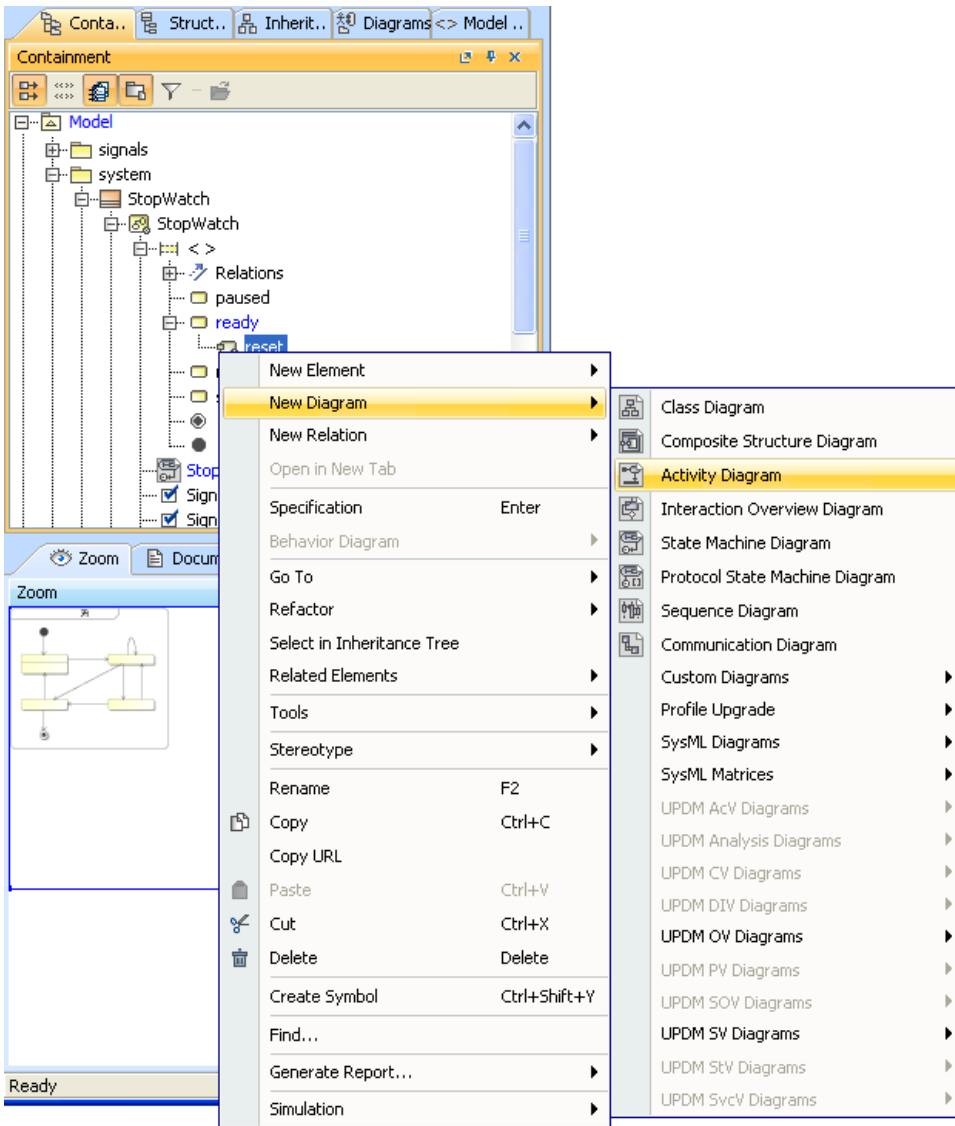 Conta..
Struct..
Inherit..
Diagrams
<> Model ..
Containment
Model
signals
system
StopWatch
StopWatch
< >
Relations
paused
ready
reset
Stop
Sign
Sign
Zoom
Docum
Zoom
Ready
New Element
New Diagram
New Relation
Open in New Tab
Specification Enter
Behavior Diagram
Go To
Refactor
Select in Inheritance Tree
Related Elements
Tools
Stereotype
Rename F2
Copy Ctrl+C
Copy URL
Paste Ctrl+V
Cut Ctrl+X
Delete Delete
Create Symbol Ctrl+Shift+Y
Find...
Generate Report...
Simulation
Class Diagram
Composite Structure Diagram
Activity Diagram
Interaction Overview Diagram
State Machine Diagram
Protocol State Machine Diagram
Sequence Diagram
Communication Diagram
Custom Diagrams
Profile Upgrade
SysML Diagrams
SysML Matrices
UPDM AcV Diagrams
UPDM Analysis Diagrams
UPDM CV Diagrams
UPDM DIV Diagrams
UPDM OV Diagrams
UPDM PV Diagrams
UPDM SOV Diagrams
UPDM SV Diagrams
UPDM StV Diagrams
UPDM SvcV Diagrams